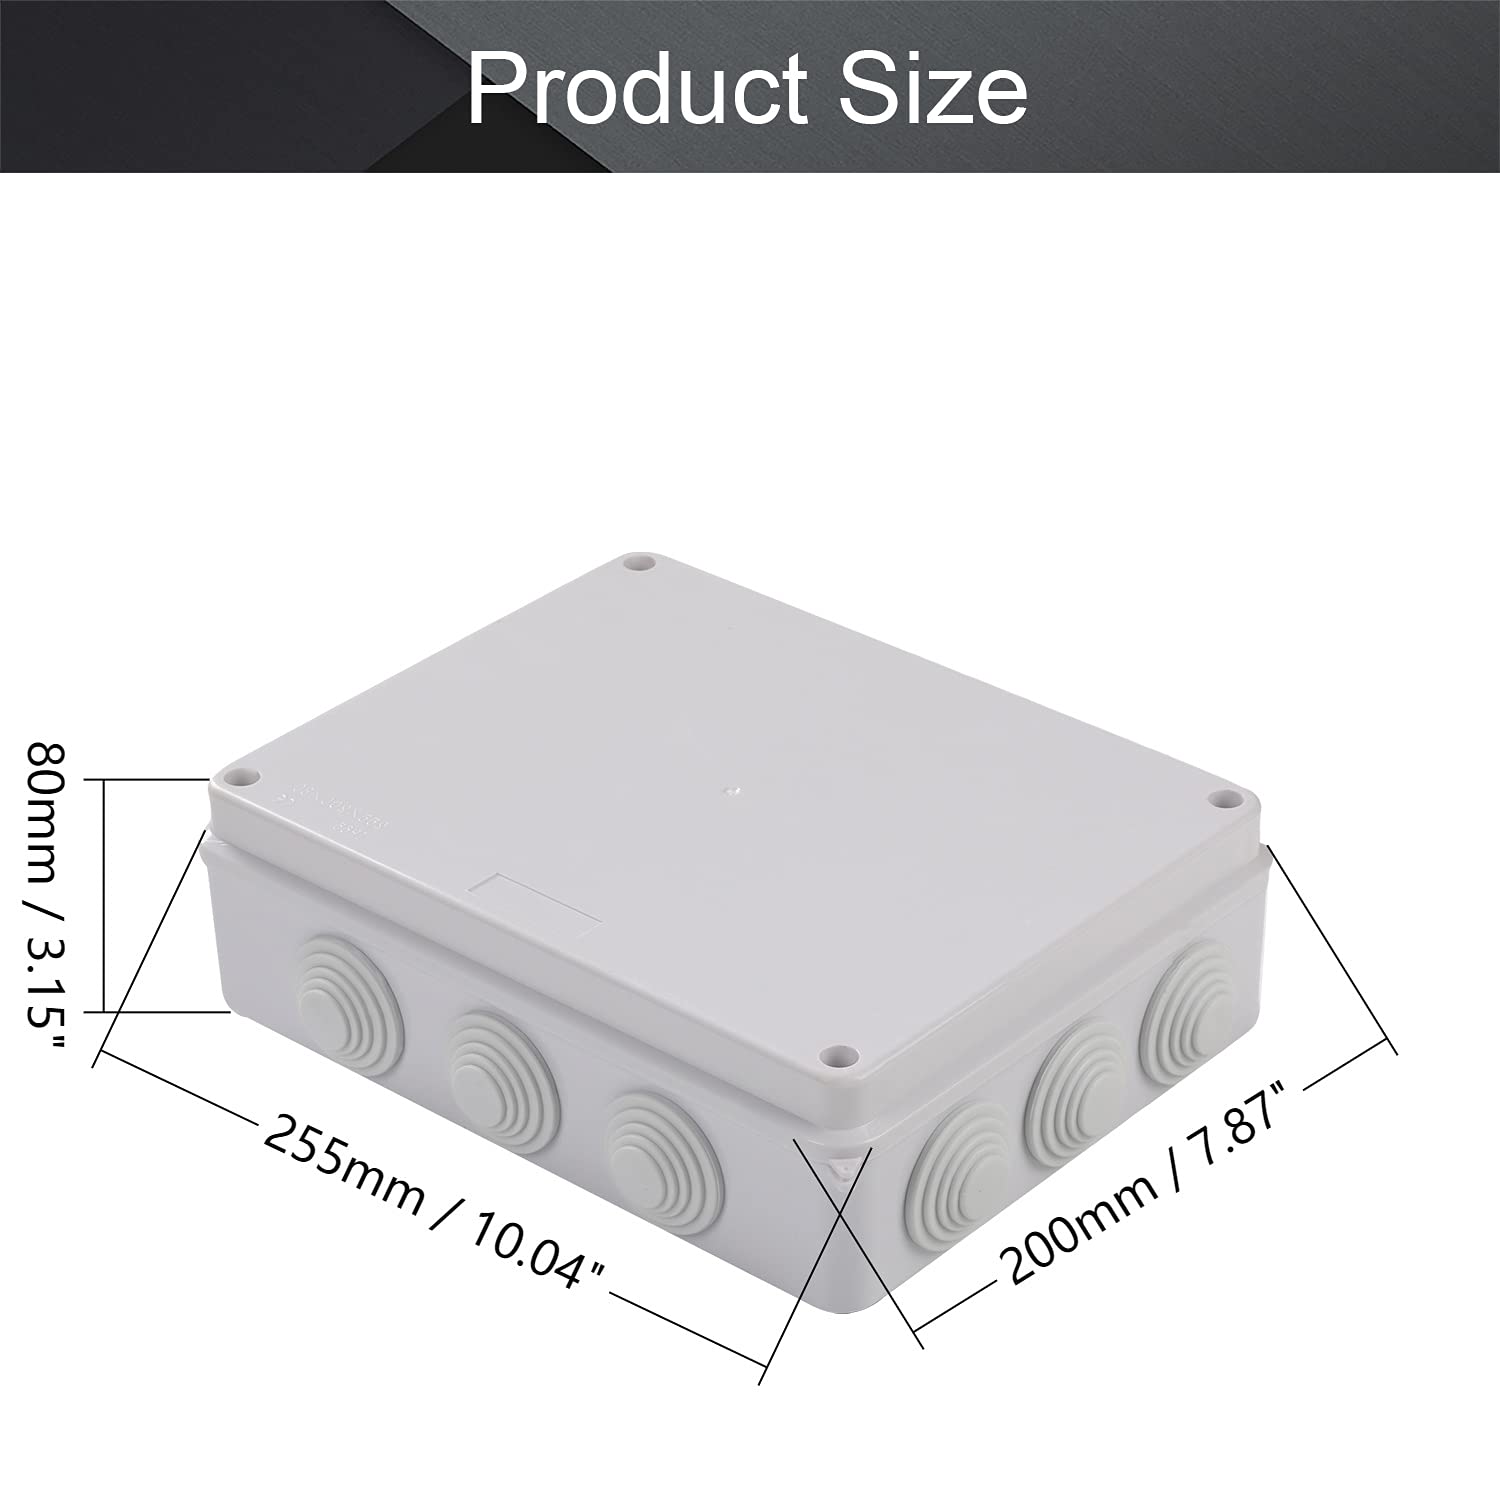 Product Size
80mm / 3.15"
255mm / 10.04"
200mm / 7.87"